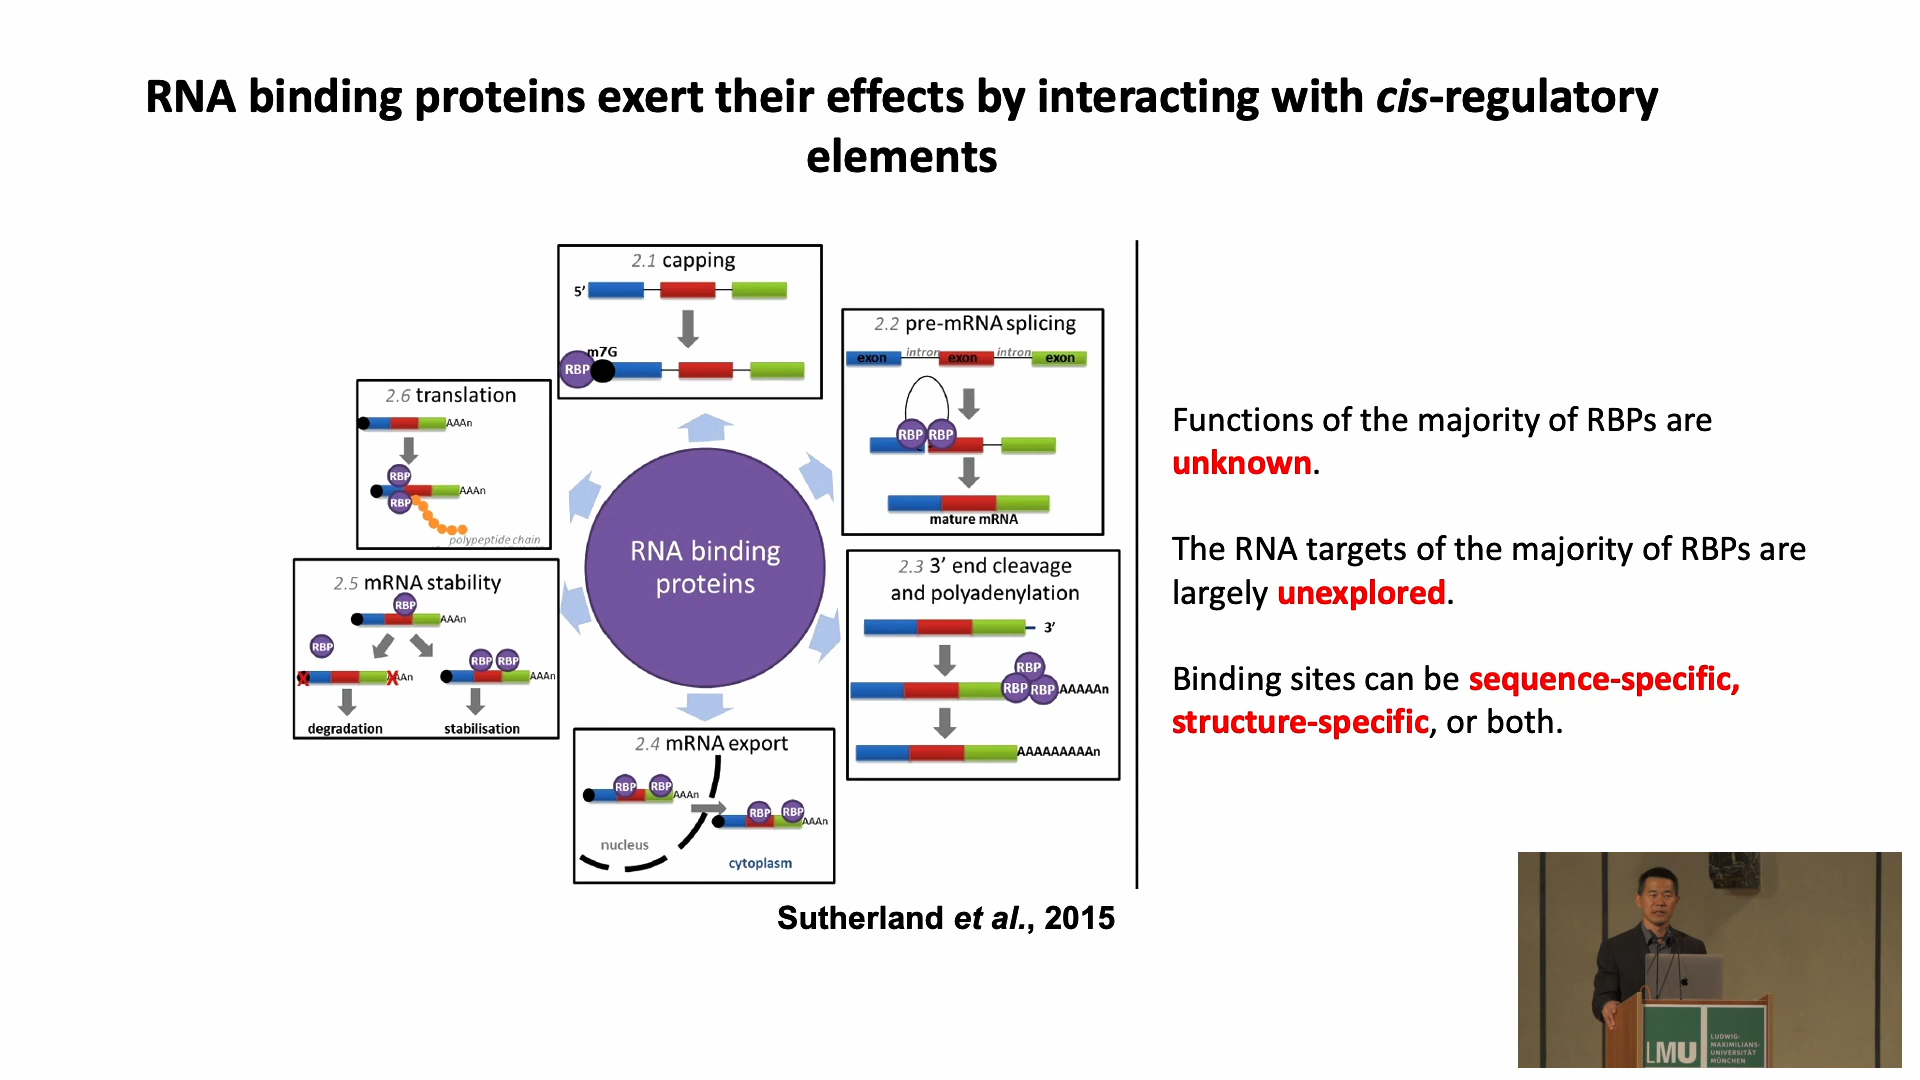 RNA binding proteins exert their effects by interacting with cis-regulatory
elements
2.1 capping
5’
m7G
RBP
2.2 pre-mRNA splicing
exon intron exon intron exon
RBP RBP
mature mRNA
2.3 3’ end cleavage
and polyadenylation
3’
RBP
RBP RBP AAAAAn
AAAAAAAAAn
2.4 mRNA export
RBP RBP AAAn
RBP RBP AAAn
nucleus
cytoplasm
2.5 mRNA stability
RBP
AAAn
RBP
RBP RBP
X XAAn
AAAn
degradation
stabilisation
2.6 translation
AAAn
RBP
AAAn
RBP
polypeptide chain
RNA binding
proteins
Sutherland et al., 2015
Functions of the majority of RBPs are
unknown.
The RNA targets of the majority of RBPs are
largely unexplored.
Binding sites can be sequence-specific,
structure-specific, or both.
LMU
LUDWIG-
MAXIMILIANS-
UNIVERSITÄT
MÜNCHEN